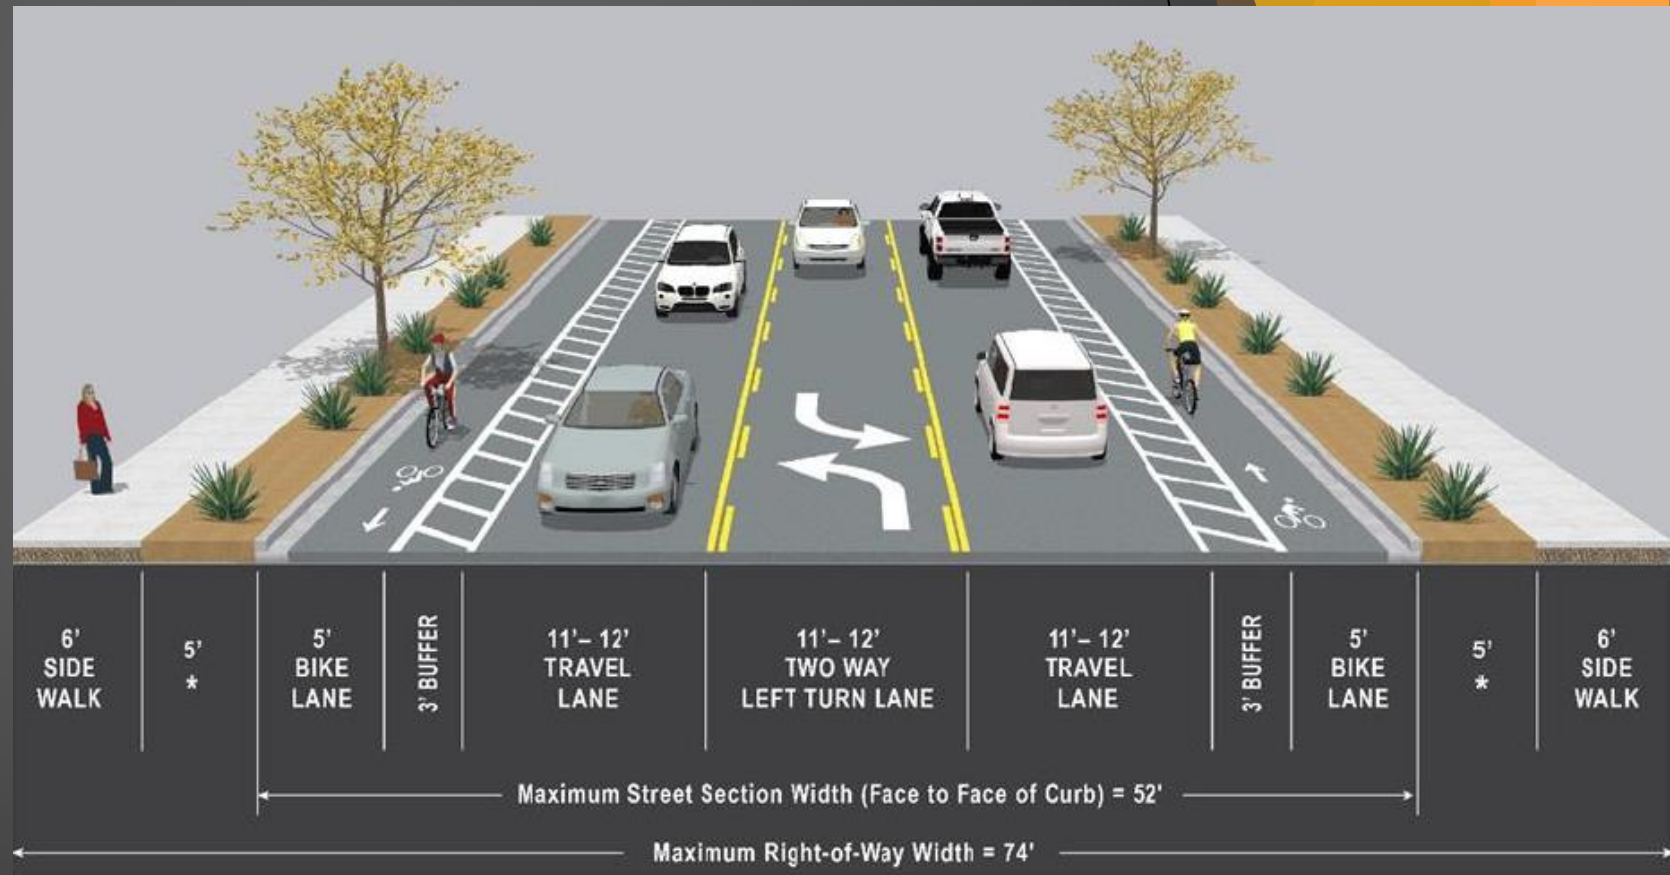 6'
SIDE
WALK
5'
*
5'
BIKE
LANE
3' BUFFER
11'– 12'
TRAVEL
LANE
11'– 12'
TWO WAY
LEFT TURN LANE
11'– 12'
TRAVEL
LANE
3' BUFFER
5'
BIKE
LANE
5'
*
6'
SIDE
WALK
Maximum Street Section Width (Face to Face of Curb) = 52'
Maximum Right-of-Way Width = 74'